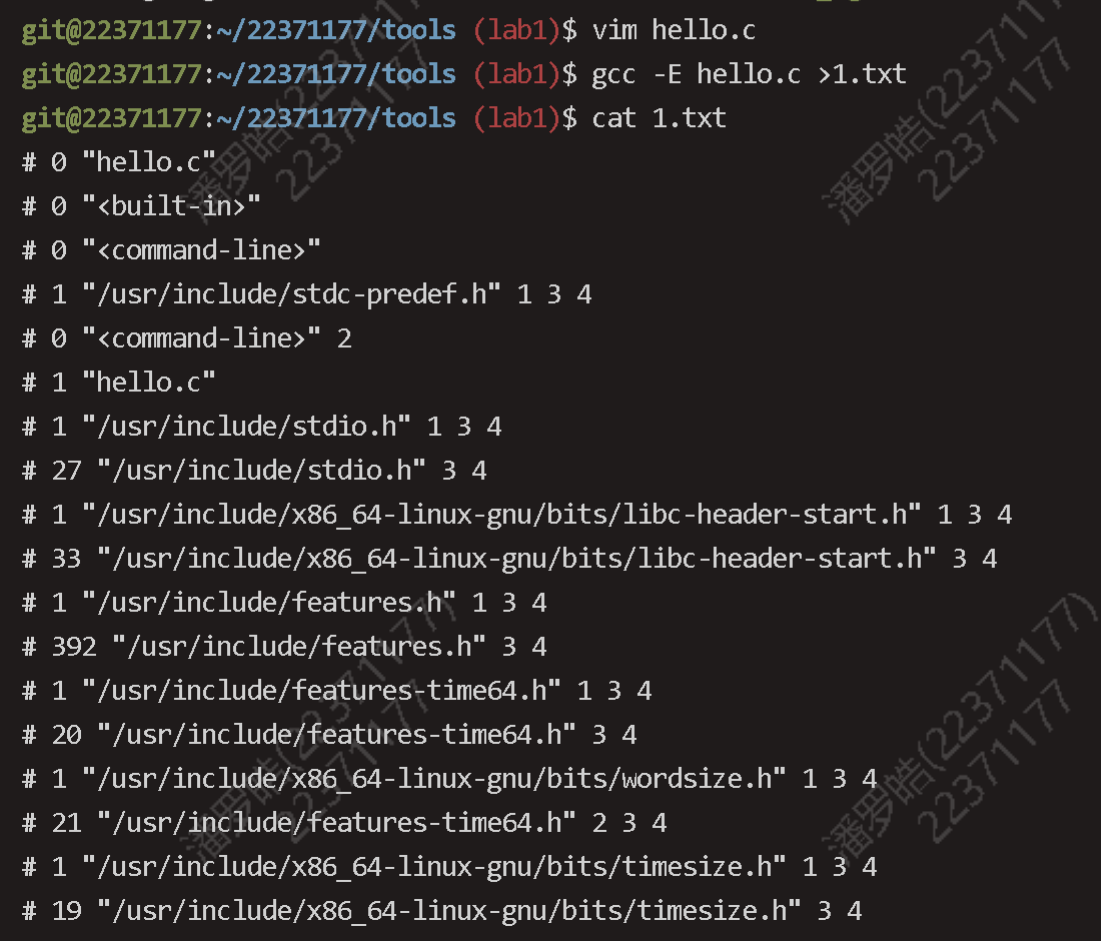 git@22371177:~/22371177/tools (lab1)$ vim hello.c
git@22371177:~/22371177/tools (lab1)$ gcc -E hello.c >1.txt
git@22371177:~/22371177/tools (lab1)$ cat 1.txt
# 0 "hello.c"
# 0 "<built-in>"
# 0 "<command-line>"
# 1 "/usr/include/stdc-predef.h" 1 3 4
# 0 "<command-line>" 2
# 1 "hello.c"
# 1 "/usr/include/stdio.h" 1 3 4
# 27 "/usr/include/stdio.h" 3 4
# 1 "/usr/include/x86_64-linux-gnu/bits/libc-header-start.h" 1 3 4
# 33 "/usr/include/x86_64-linux-gnu/bits/libc-header-start.h" 3 4
# 1 "/usr/include/features.h" 1 3 4
# 392 "/usr/include/features.h" 3 4
# 1 "/usr/include/features-time64.h" 1 3 4
# 20 "/usr/include/features-time64.h" 3 4
# 1 "/usr/include/x86_64-linux-gnu/bits/wordsize.h" 1 3 4
# 21 "/usr/include/features-time64.h" 2 3 4
# 1 "/usr/include/x86_64-linux-gnu/bits/timesize.h" 1 3 4
# 19 "/usr/include/x86_64-linux-gnu/bits/timesize.h" 3 4
潘罗皓(22371177)
22371177
潘罗皓(22371177)
22371177
潘罗皓(22371177)
22371177
潘罗皓(22371177)
22371177